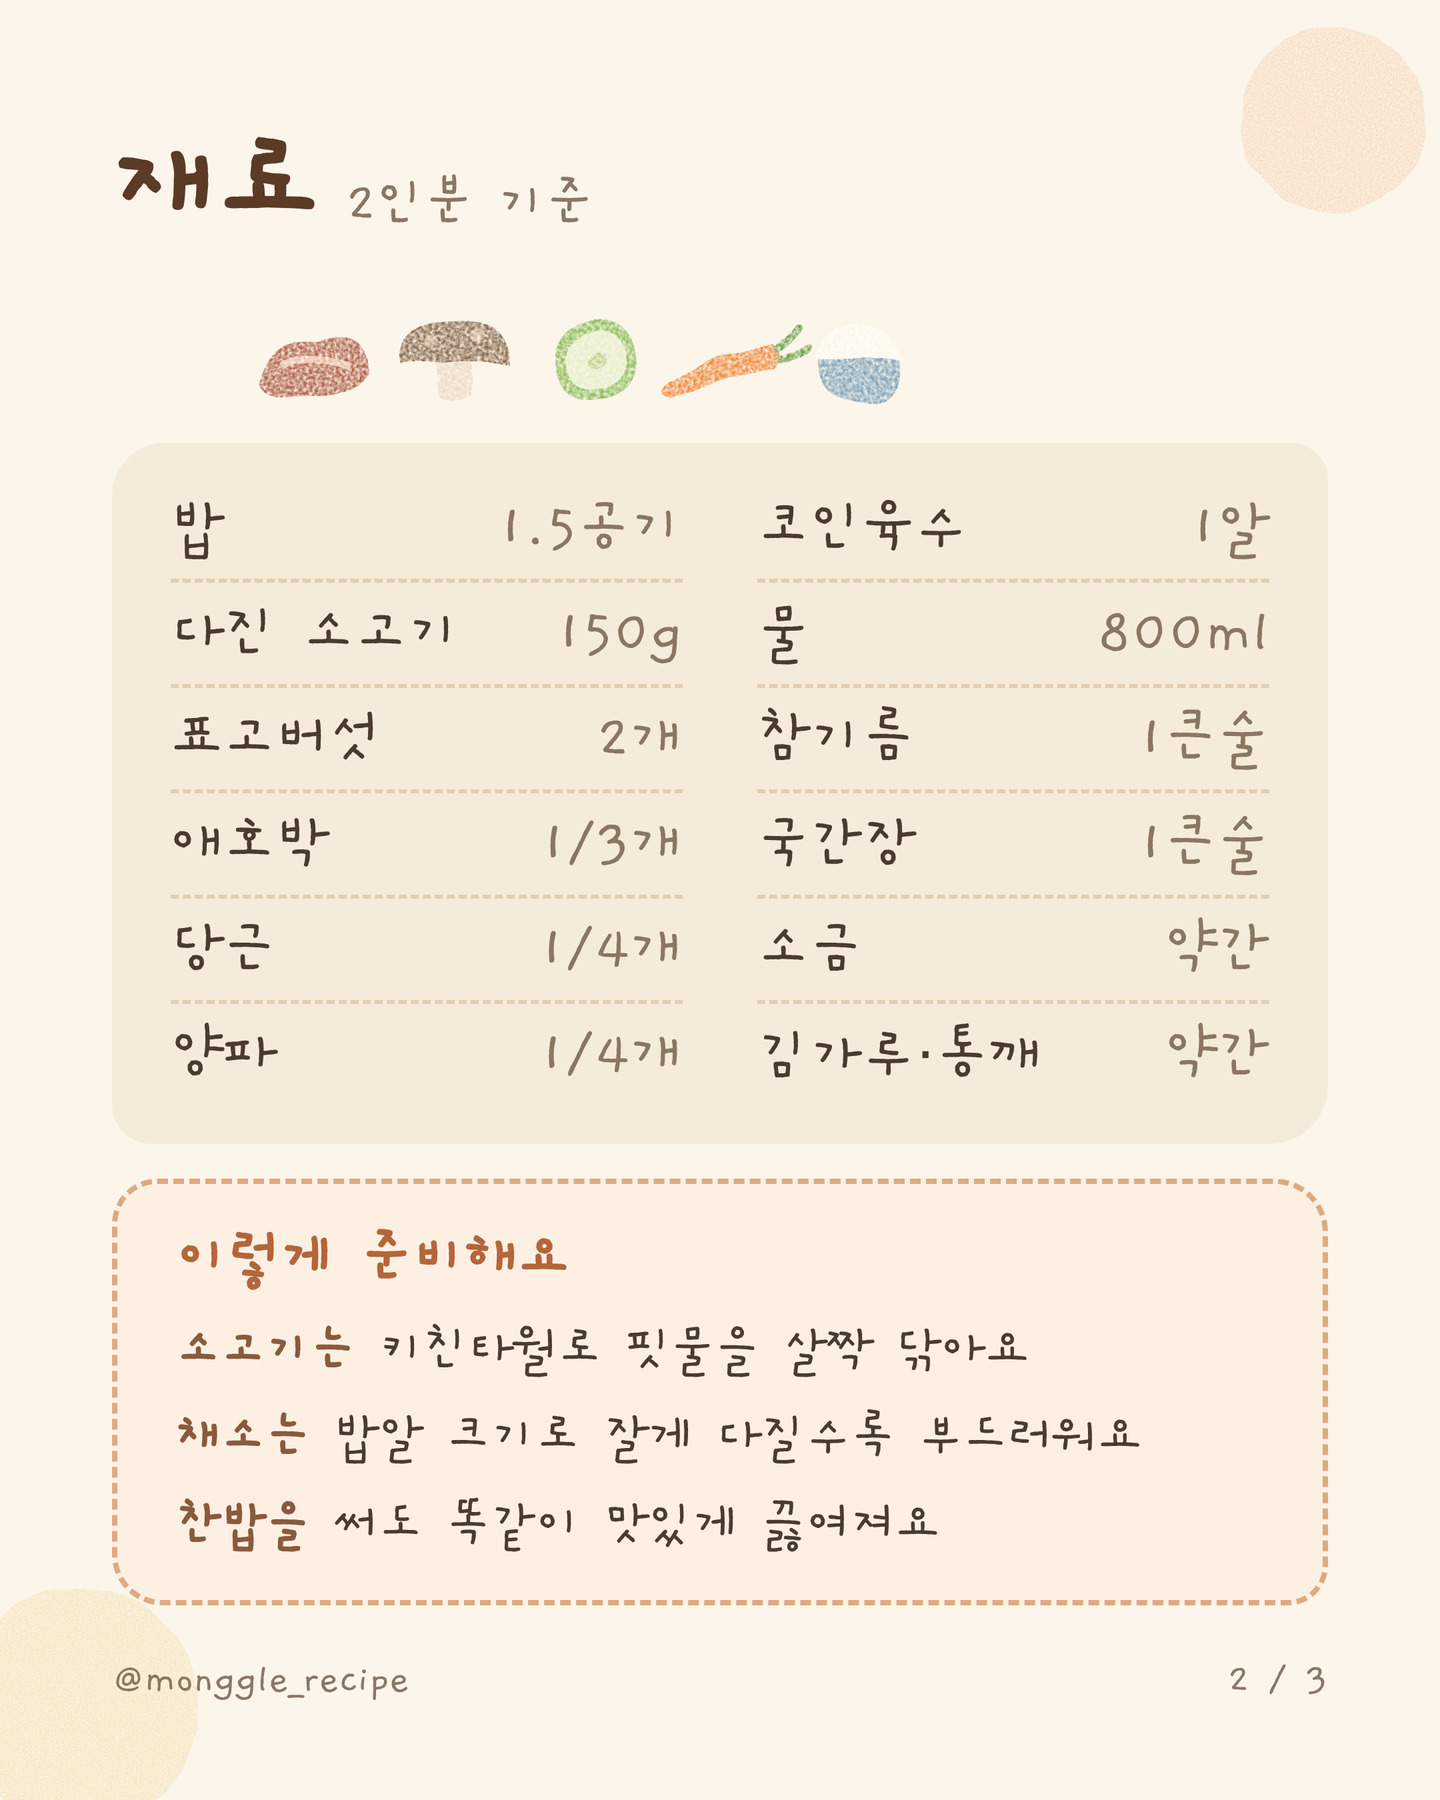 재료 2인분 기준
밥 1.5공기
다진 소고기 150g
표고버섯 2개
애호박 1/3개
당근 1/4개
양파 1/4개
코인육수 1알
물 800ml
참기름 1큰술
국간장 1큰술
소금 약간
김가루·통깨 약간
이렇게 준비해요
소고기는 키친타월로 핏물을 살짝 닦아요
채소는 밥알 크기로 잘게 다질수록 부드러워요
찬밥을 써도 똑같이 맛있게 끓여져요
@monggle_recipe
2 / 3